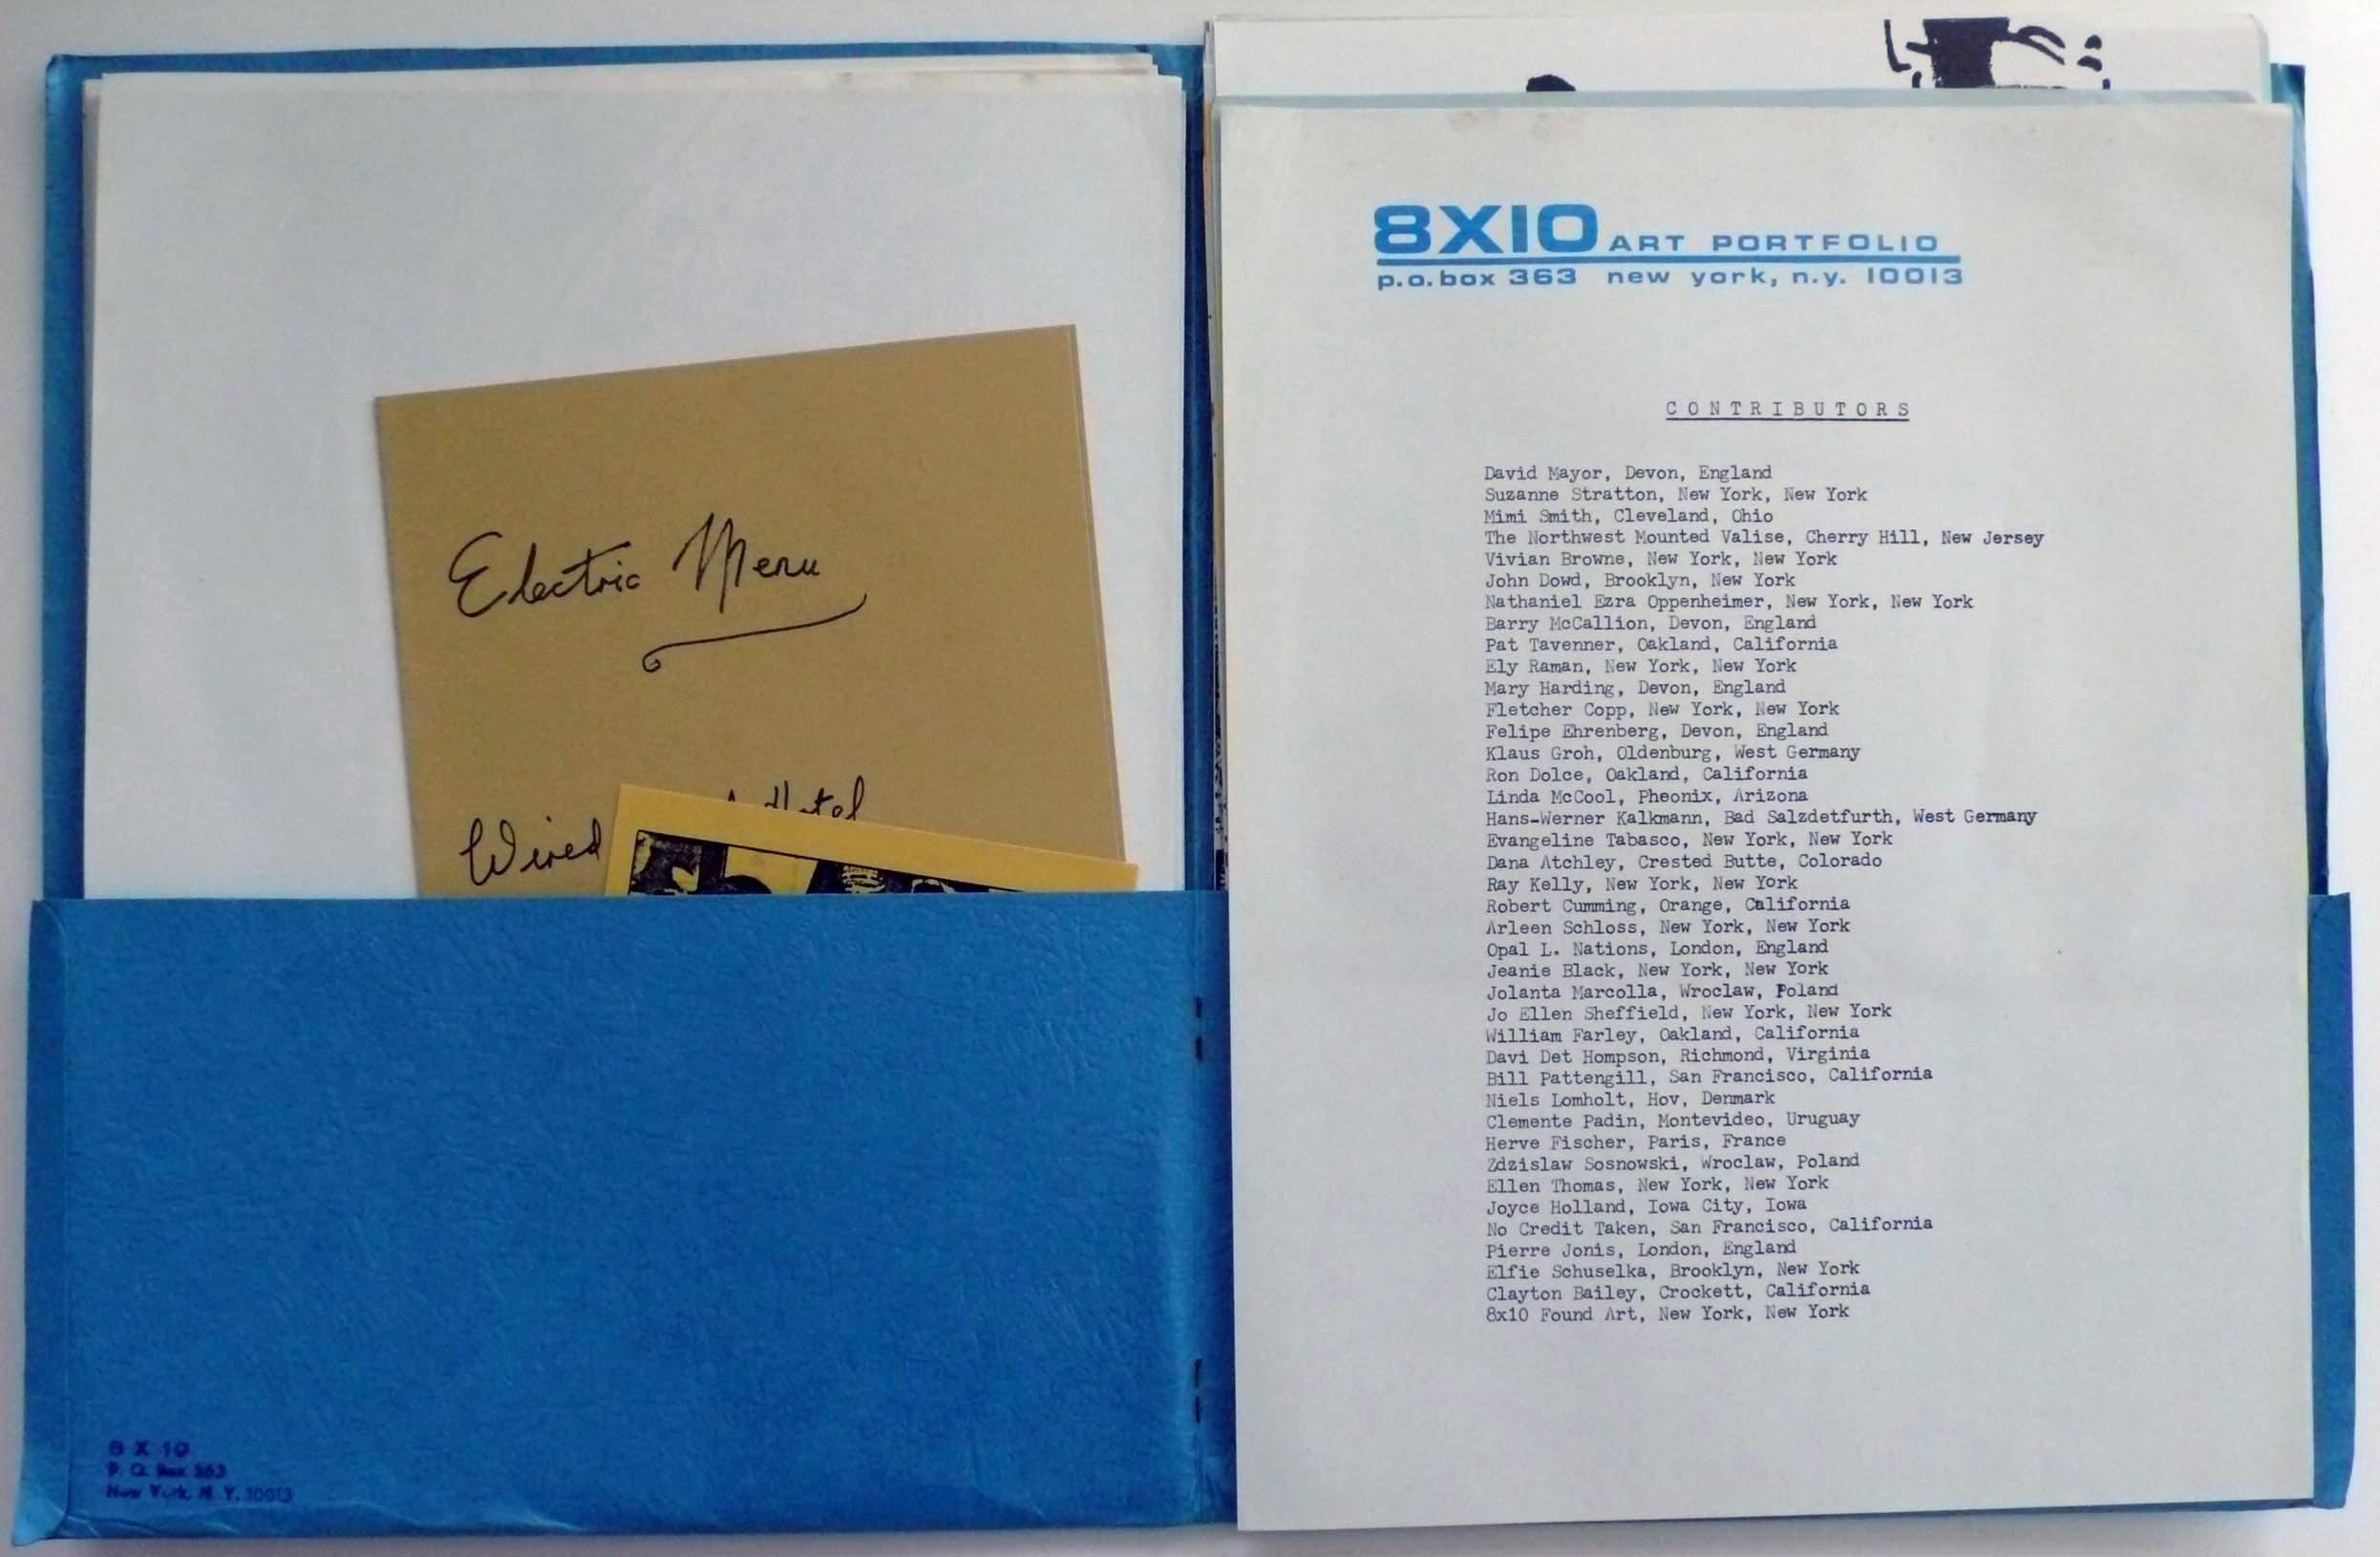 Electric Menu
Wired Hotel
8 X 10
P. O. Box 363
New York, N. Y. 10013
8X10 ART PORTFOLIO
p.o.box 363 new york, n.y. 10013
CONTRIBUTORS
David Mayor, Devon, England
Suzanne Stratton, New York, New York
Mimi Smith, Cleveland, Ohio
The Northwest Mounted Valise, Cherry Hill, New Jersey
Vivian Browne, New York, New York
John Dowd, Brooklyn, New York
Nathaniel Ezra Oppenheimer, New York, New York
Barry McCallion, Devon, England
Pat Tavenner, Oakland, California
Ely Raman, New York, New York
Mary Harding, Devon, England
Fletcher Copp, New York, New York
Felipe Ehrenberg, Devon, England
Klaus Groh, Oldenburg, West Germany
Ron Dolce, Oakland, California
Linda McCool, Pheonix, Arizona
Hans-Werner Kalkmann, Bad Salzdetfurth, West Germany
Evangeline Tabasco, New York, New York
Dana Atchley, Crested Butte, Colorado
Ray Kelly, New York, New York
Robert Cumming, Orange, California
Arleen Schloss, New York, New York
Opal L. Nations, London, England
Jeanie Black, New York, New York
Jolanta Marcolla, Wroclaw, Poland
Jo Ellen Sheffield, New York, New York
William Farley, Oakland, California
Davi Det Hompson, Richmond, Virginia
Bill Pattengill, San Francisco, California
Niels Lomholt, Hov, Denmark
Clemente Padin, Montevideo, Uruguay
Herve Fischer, Paris, France
Zdzislaw Sosnowski, Wroclaw, Poland
Ellen Thomas, New York, New York
Joyce Holland, Iowa City, Iowa
No Credit Taken, San Francisco, California
Pierre Jonis, London, England
Elfie Schuselka, Brooklyn, New York
Clayton Bailey, Crockett, California
8x10 Found Art, New York, New York